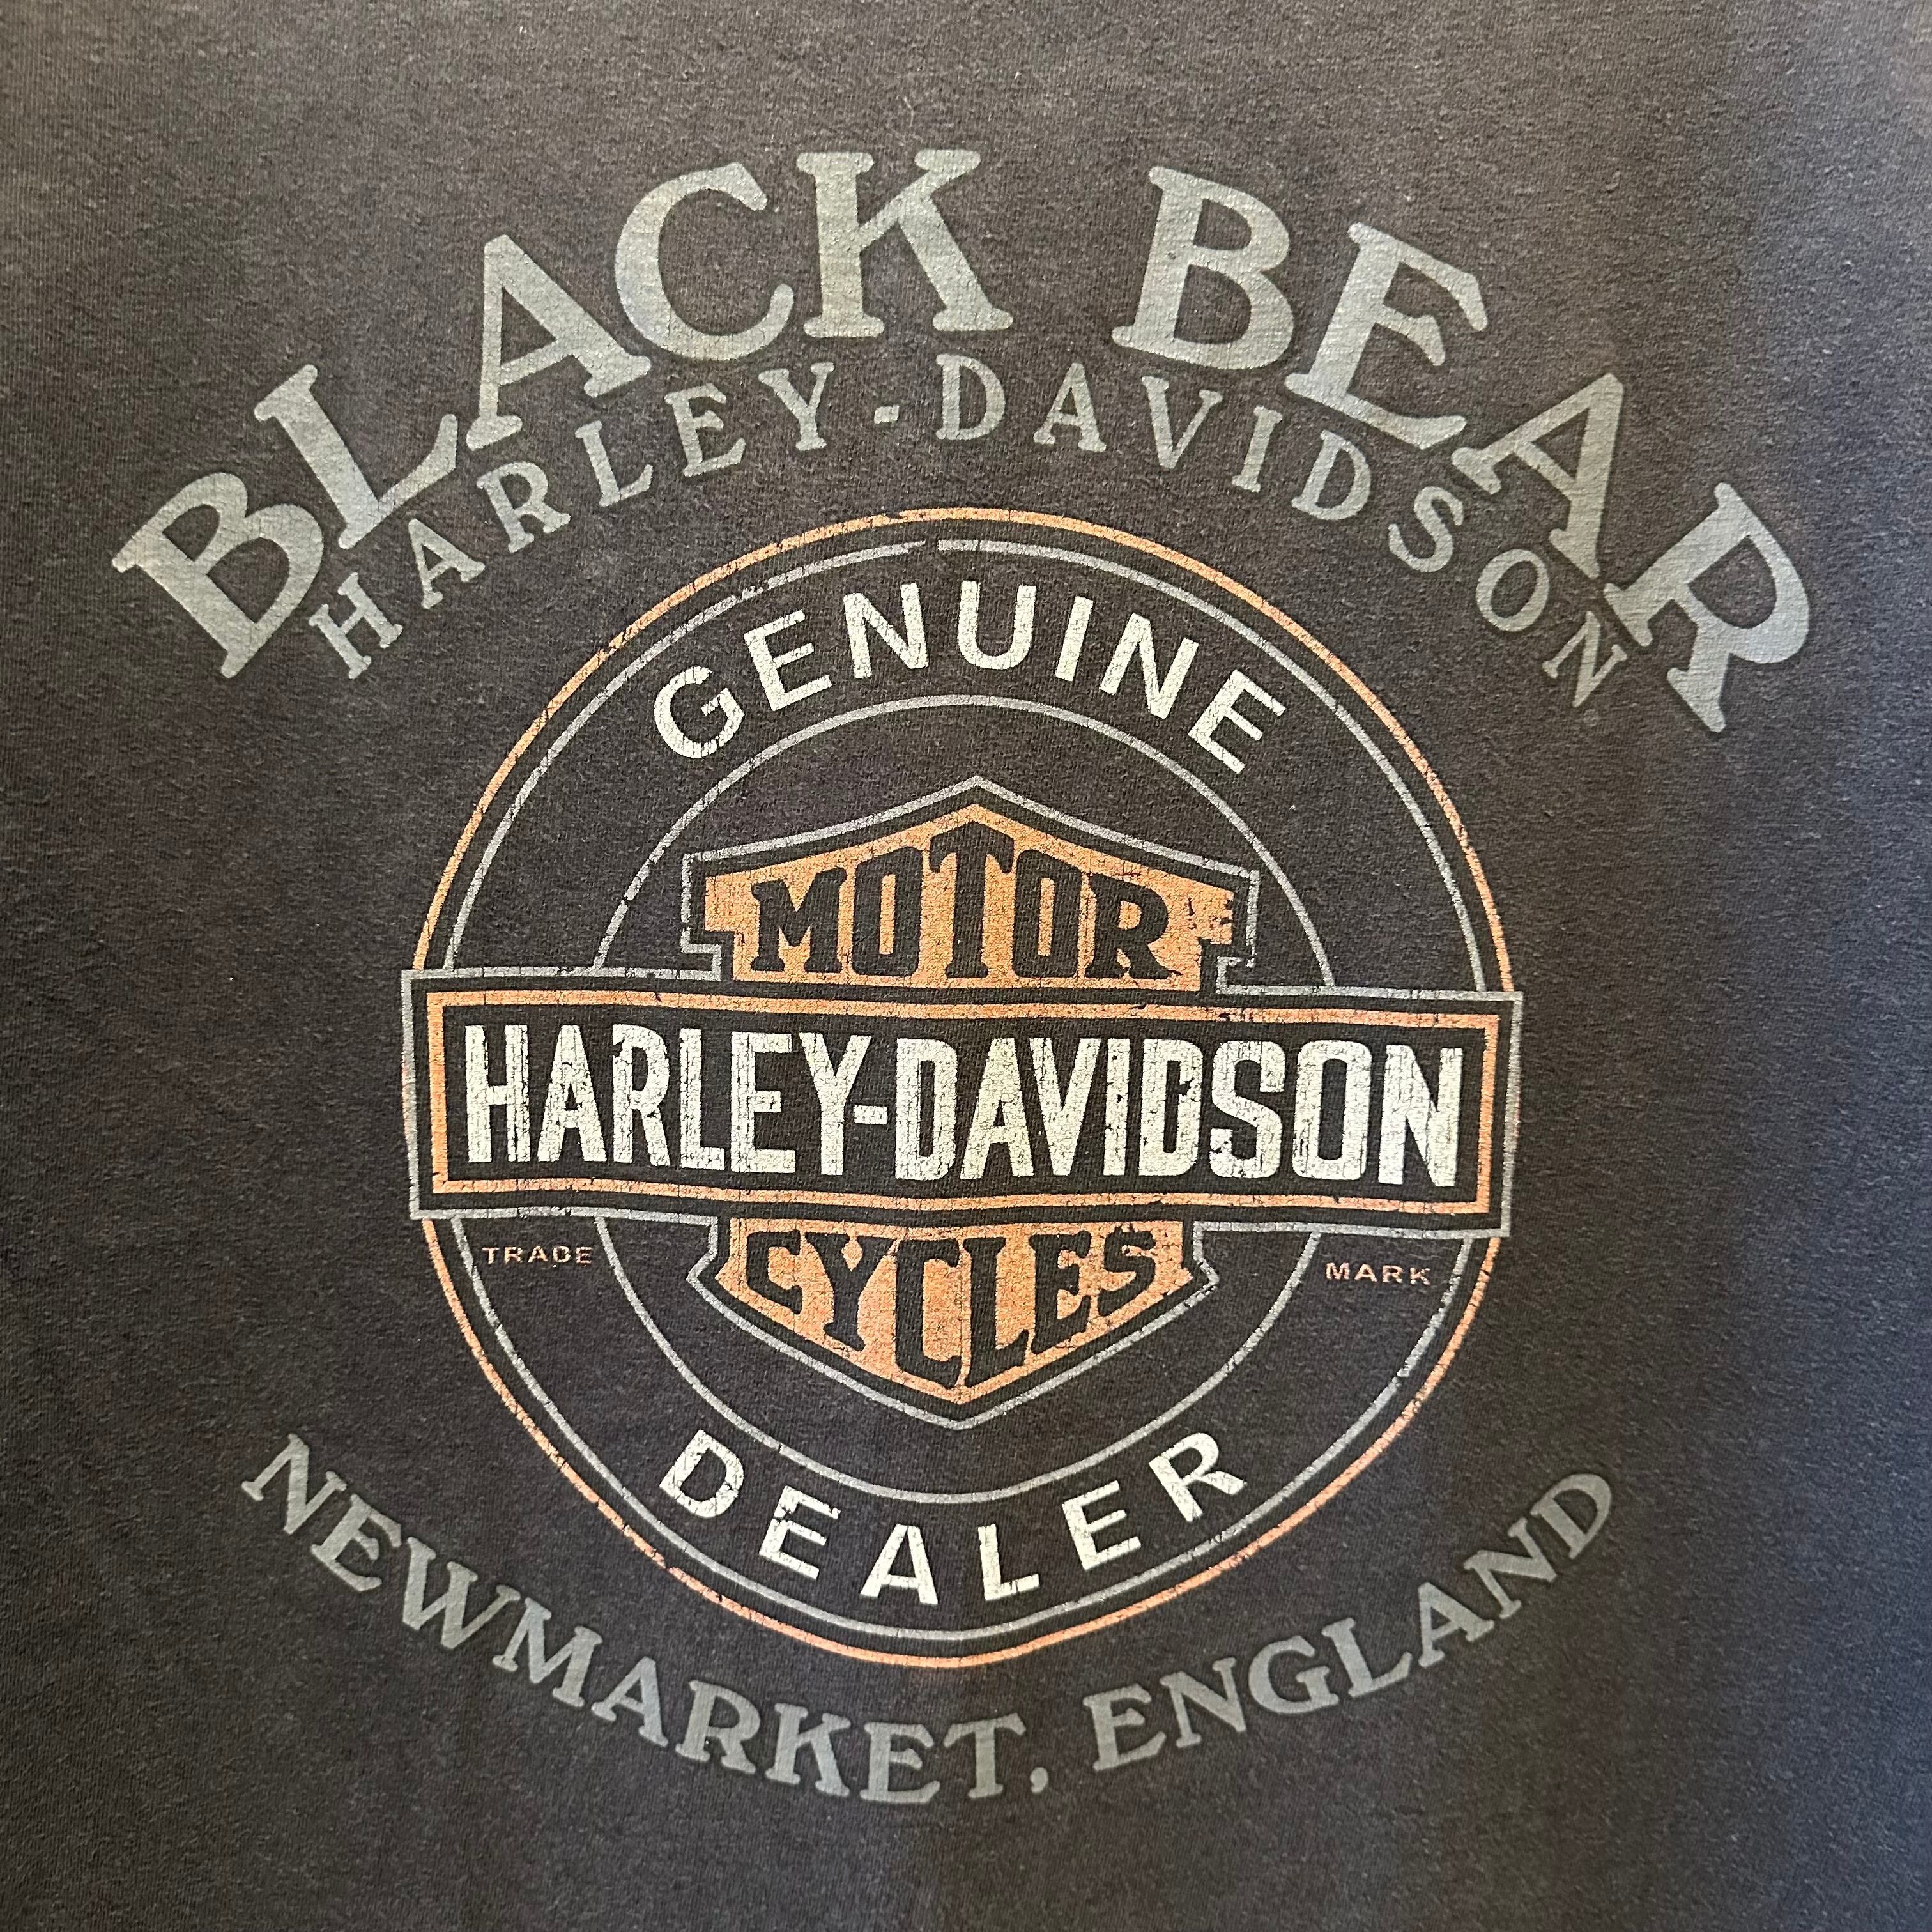 BLACK BEAR
HARLEY-DAVIDSON
GENUINE
MOTOR
HARLEY-DAVIDSON
CYCLES
TRADE MARK
DEALER
NEWMARKET, ENGLAND